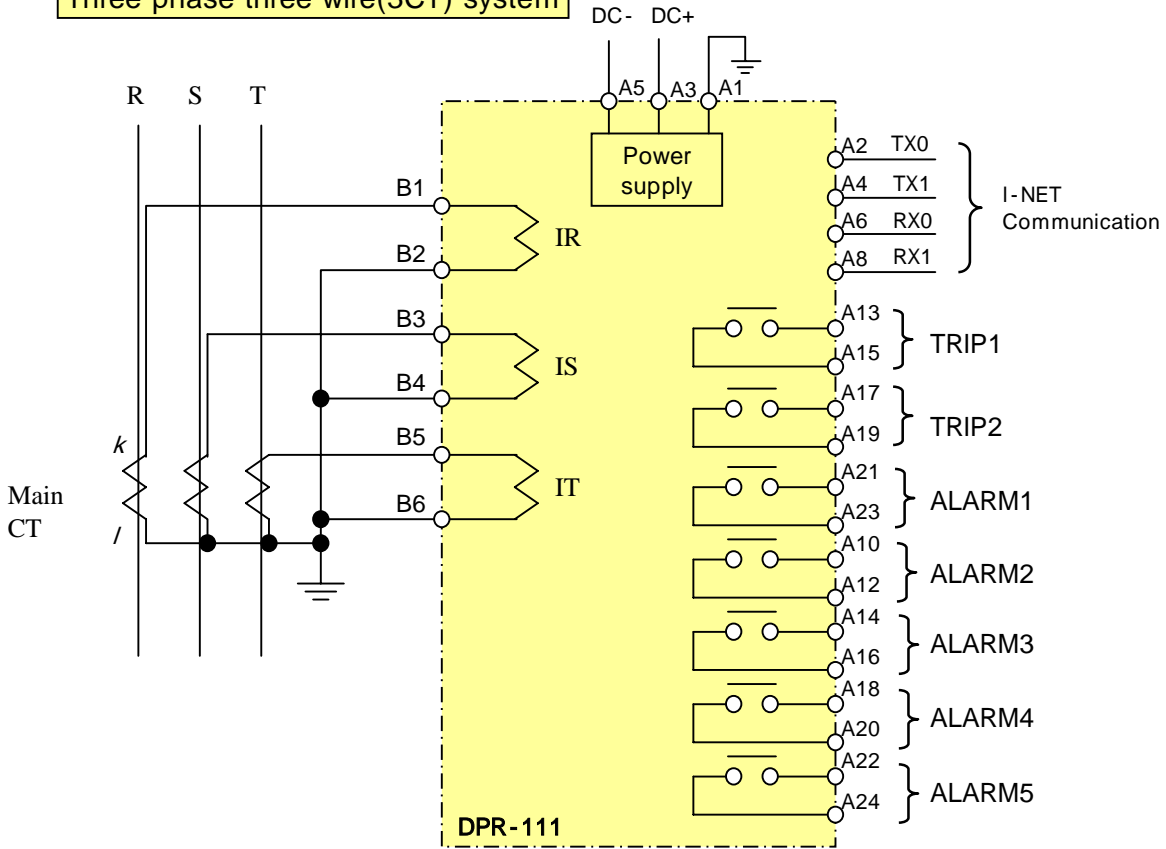 Three phase three wire(3CT) system
DC- DC+
A5 A3 A1
R S T
Power
supply
A2 TX0
A4 TX1
A6 RX0
A8 RX1
I-NET
Communication
B1
IR
B2
B3
IS
B4
B5
IT
B6
k
Main
CT
l
A13
A15
TRIP1
A17
A19
TRIP2
A21
A23
ALARM1
A10
A12
ALARM2
A14
A16
ALARM3
A18
A20
ALARM4
A22
A24
ALARM5
DPR-111